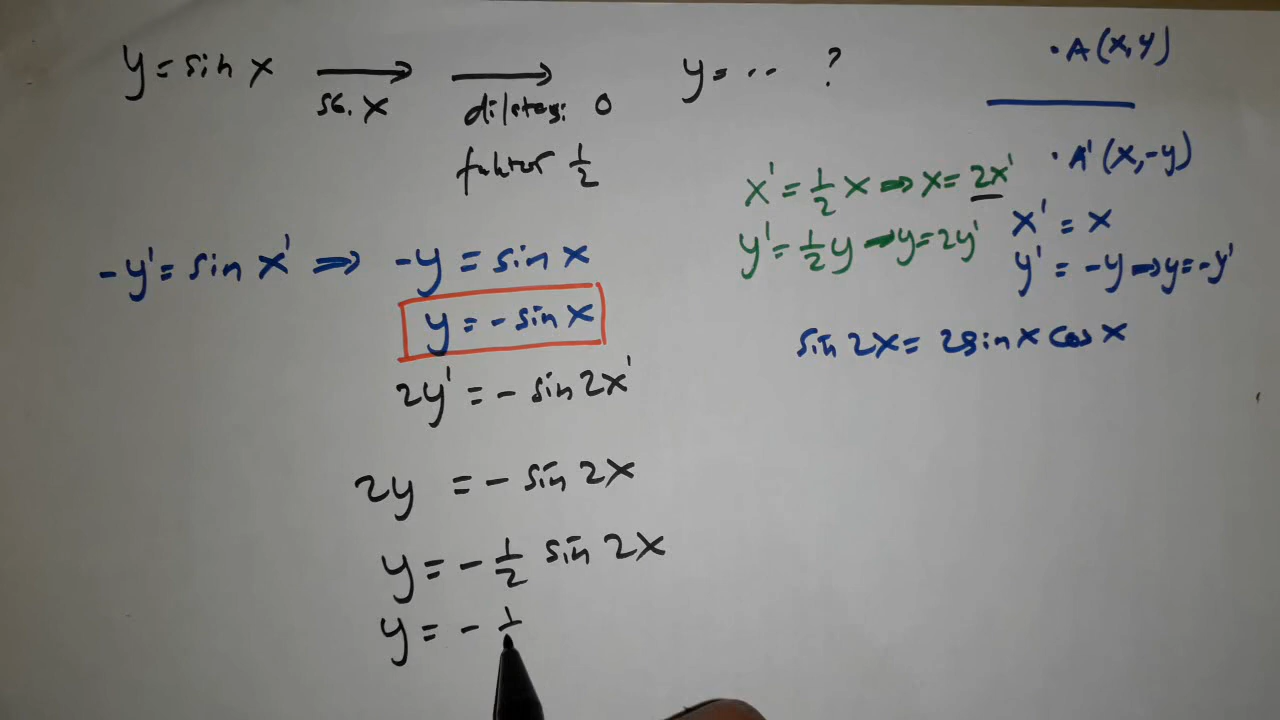 y = sin x → → y = ·· ?
sb. x dilatasi O
faktor 1/2
· A (x, y)
· A' (x, -y)
x' = 1/2 x ⇒ x = 2x'
y' = 1/2 y ⇒ y = 2y'
x' = x
y' = -y ⇒ y = -y'
-y' = sin x' ⇒ -y = sin x
y = - sin x
sin 2x = 2 sin x cos x
2y' = - sin 2x'
2y = - sin 2x
y = - 1/2 sin 2x
y = - 1